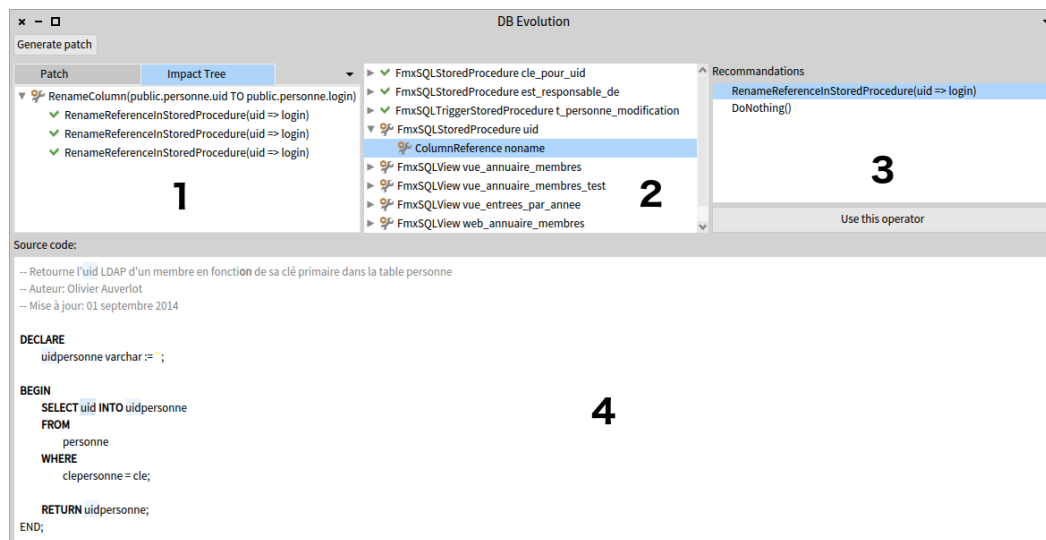 DB Evolution
Generate patch
Patch
Impact Tree
RenameColumn(public.personne.uid TO public.personne.login)
RenameReferenceInStoredProcedure(uid => login)
RenameReferenceInStoredProcedure(uid => login)
RenameReferenceInStoredProcedure(uid => login)
1
FmxSQLStoredProcedure cle_pour_uid
FmxSQLStoredProcedure est_responsable_de
FmxSQLTriggerStoredProcedure t_personne_modification
FmxSQLStoredProcedure uid
ColumnReference noname
FmxSQLView vue_annuaire_membres
FmxSQLView vue_annuaire_membres_test
FmxSQLView vue_entrees_par_annee
FmxSQLView web_annuaire_membres
2
Recommandations
RenameReferenceInStoredProcedure(uid => login)
DoNothing()
3
Use this operator
Source code:
-- Retourne l'uid LDAP d'un membre en fonction de sa clé primaire dans la table personne
-- Auteur: Olivier Auverlot
-- Mise à jour: 01 septembre 2014
DECLARE
uidpersonne varchar := '';
BEGIN
SELECT uid INTO uidpersonne
FROM
personne
WHERE
clepersonne = cle;
RETURN uidpersonne;
END;
4